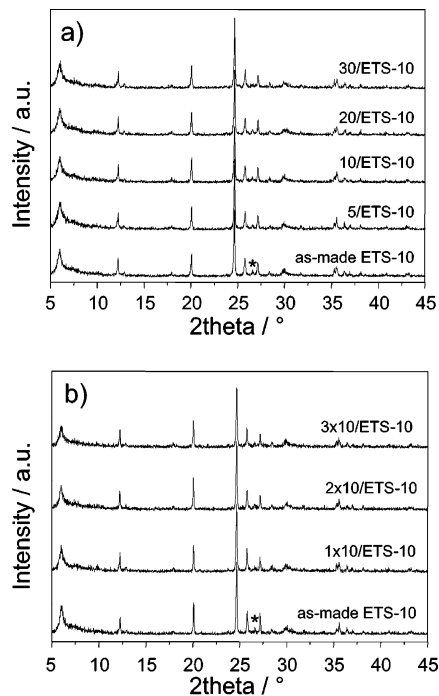 a)
30/ETS-10
20/ETS-10
10/ETS-10
5/ETS-10
as-made ETS-10
*
Intensity / a.u.
5 10 15 20 25 30 35 40 45
2theta / °
b)
3x10/ETS-10
2x10/ETS-10
1x10/ETS-10
as-made ETS-10
*
Intensity / a.u.
5 10 15 20 25 30 35 40 45
2theta / °